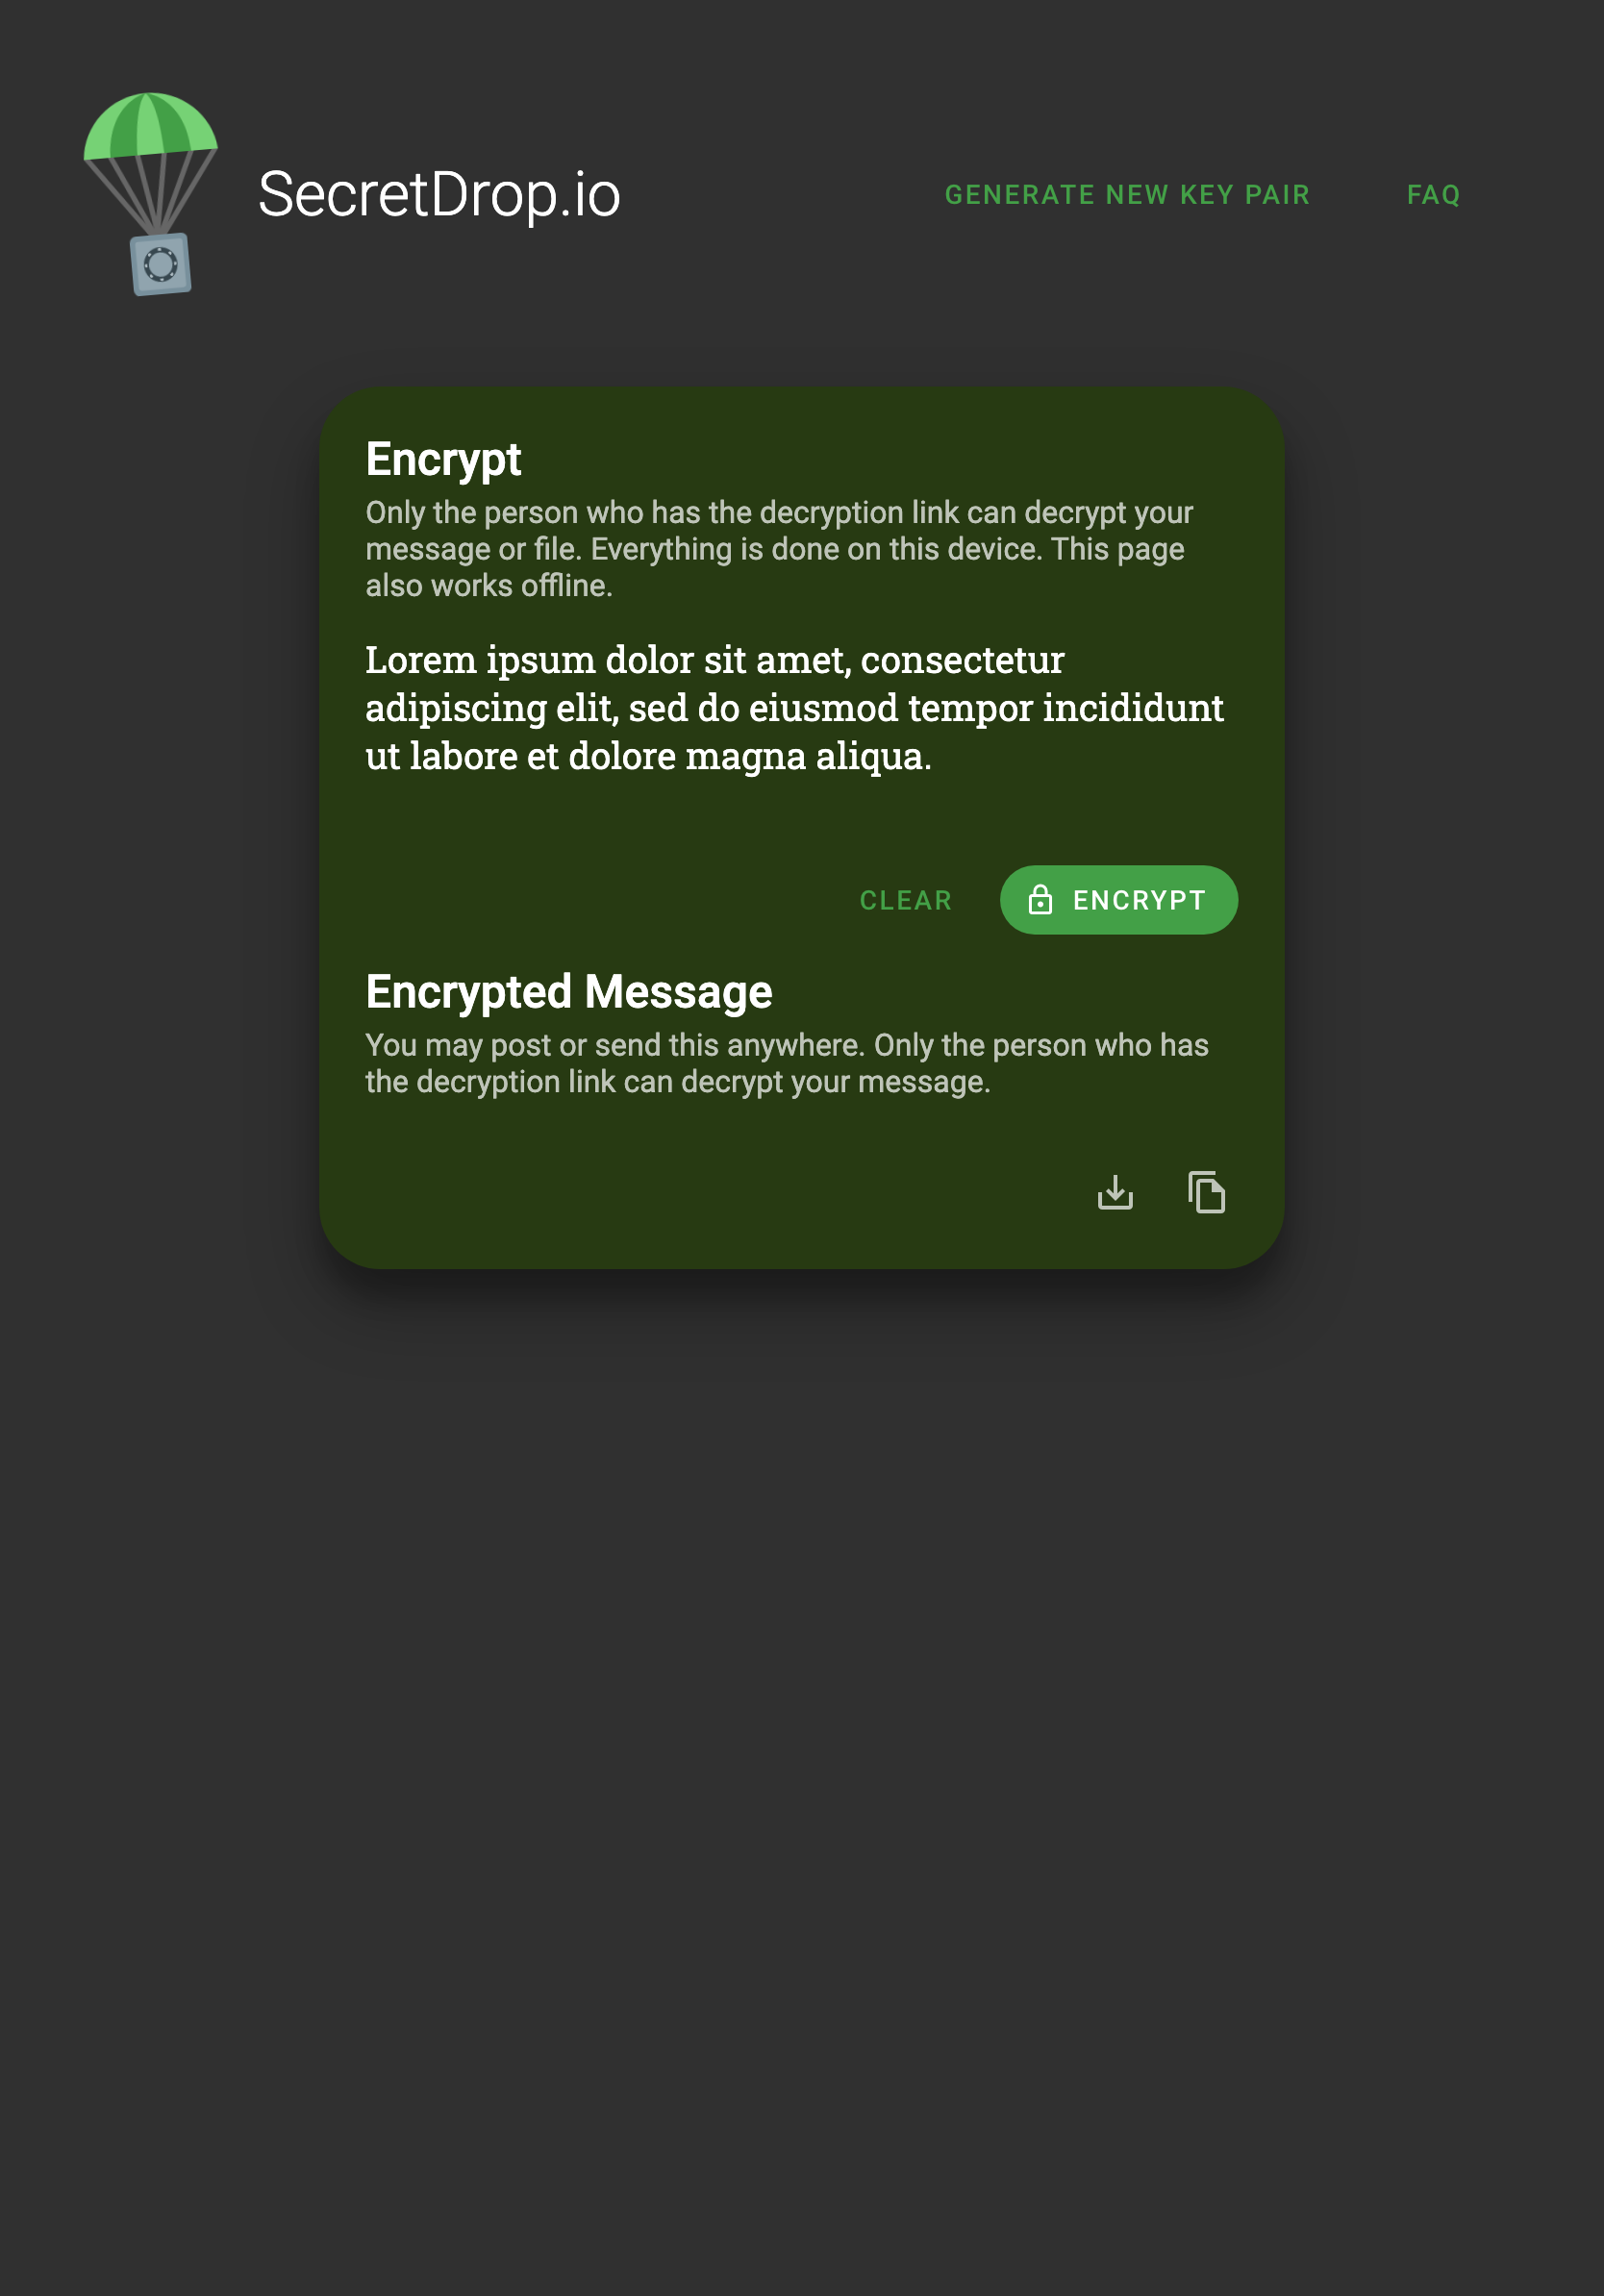 SecretDrop.io
GENERATE NEW KEY PAIR
FAQ
Encrypt
Only the person who has the decryption link can decrypt your
message or file. Everything is done on this device. This page
also works offline.
Lorem ipsum dolor sit amet, consectetur
adipiscing elit, sed do eiusmod tempor incididunt
ut labore et dolore magna aliqua.
CLEAR
ENCRYPT
Encrypted Message
You may post or send this anywhere. Only the person who has
the decryption link can decrypt your message.